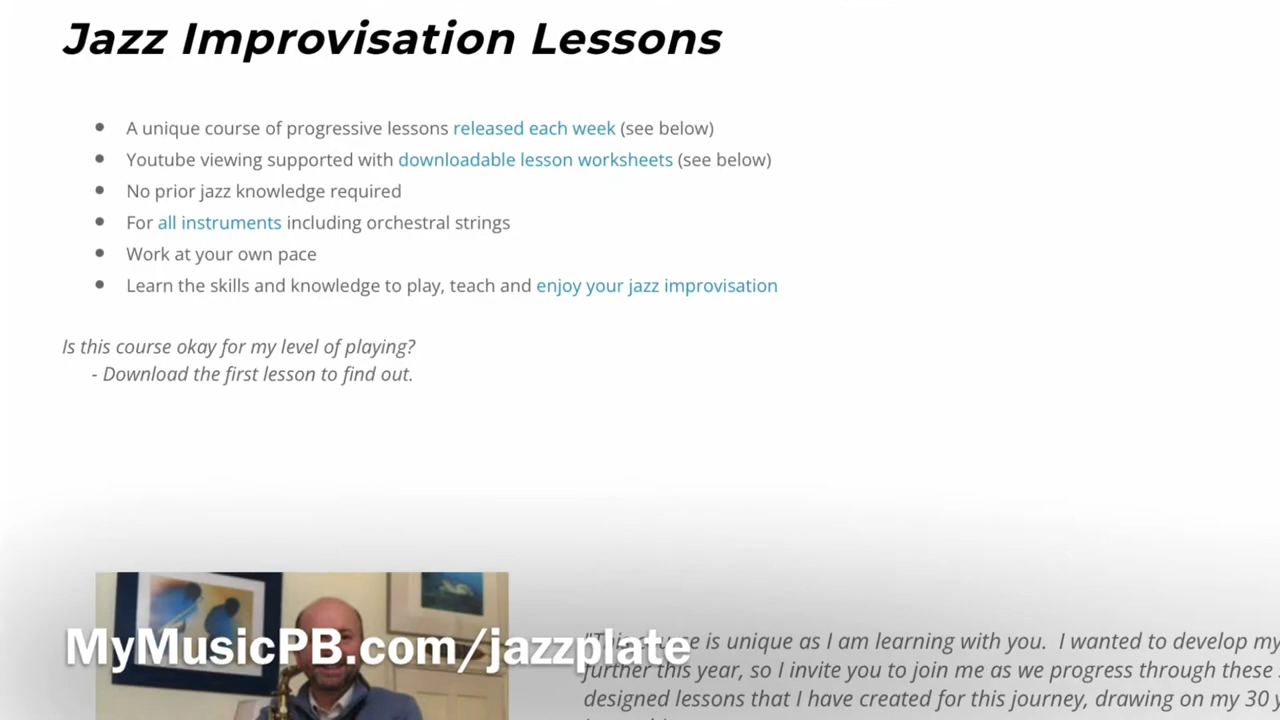 Jazz Improvisation Lessons
A unique course of progressive lessons released each week (see below)
Youtube viewing supported with downloadable lesson worksheets (see below)
No prior jazz knowledge required
For all instruments including orchestral strings
Work at your own pace
Learn the skills and knowledge to play, teach and enjoy your jazz improvisation
Is this course okay for my level of playing?
- Download the first lesson to find out.
MyMusicPB.com/jazzplate
is unique as I am learning with you. I wanted to develop my
further this year, so I invite you to join me as we progress through these
designed lessons that I have created for this journey, drawing on my 30